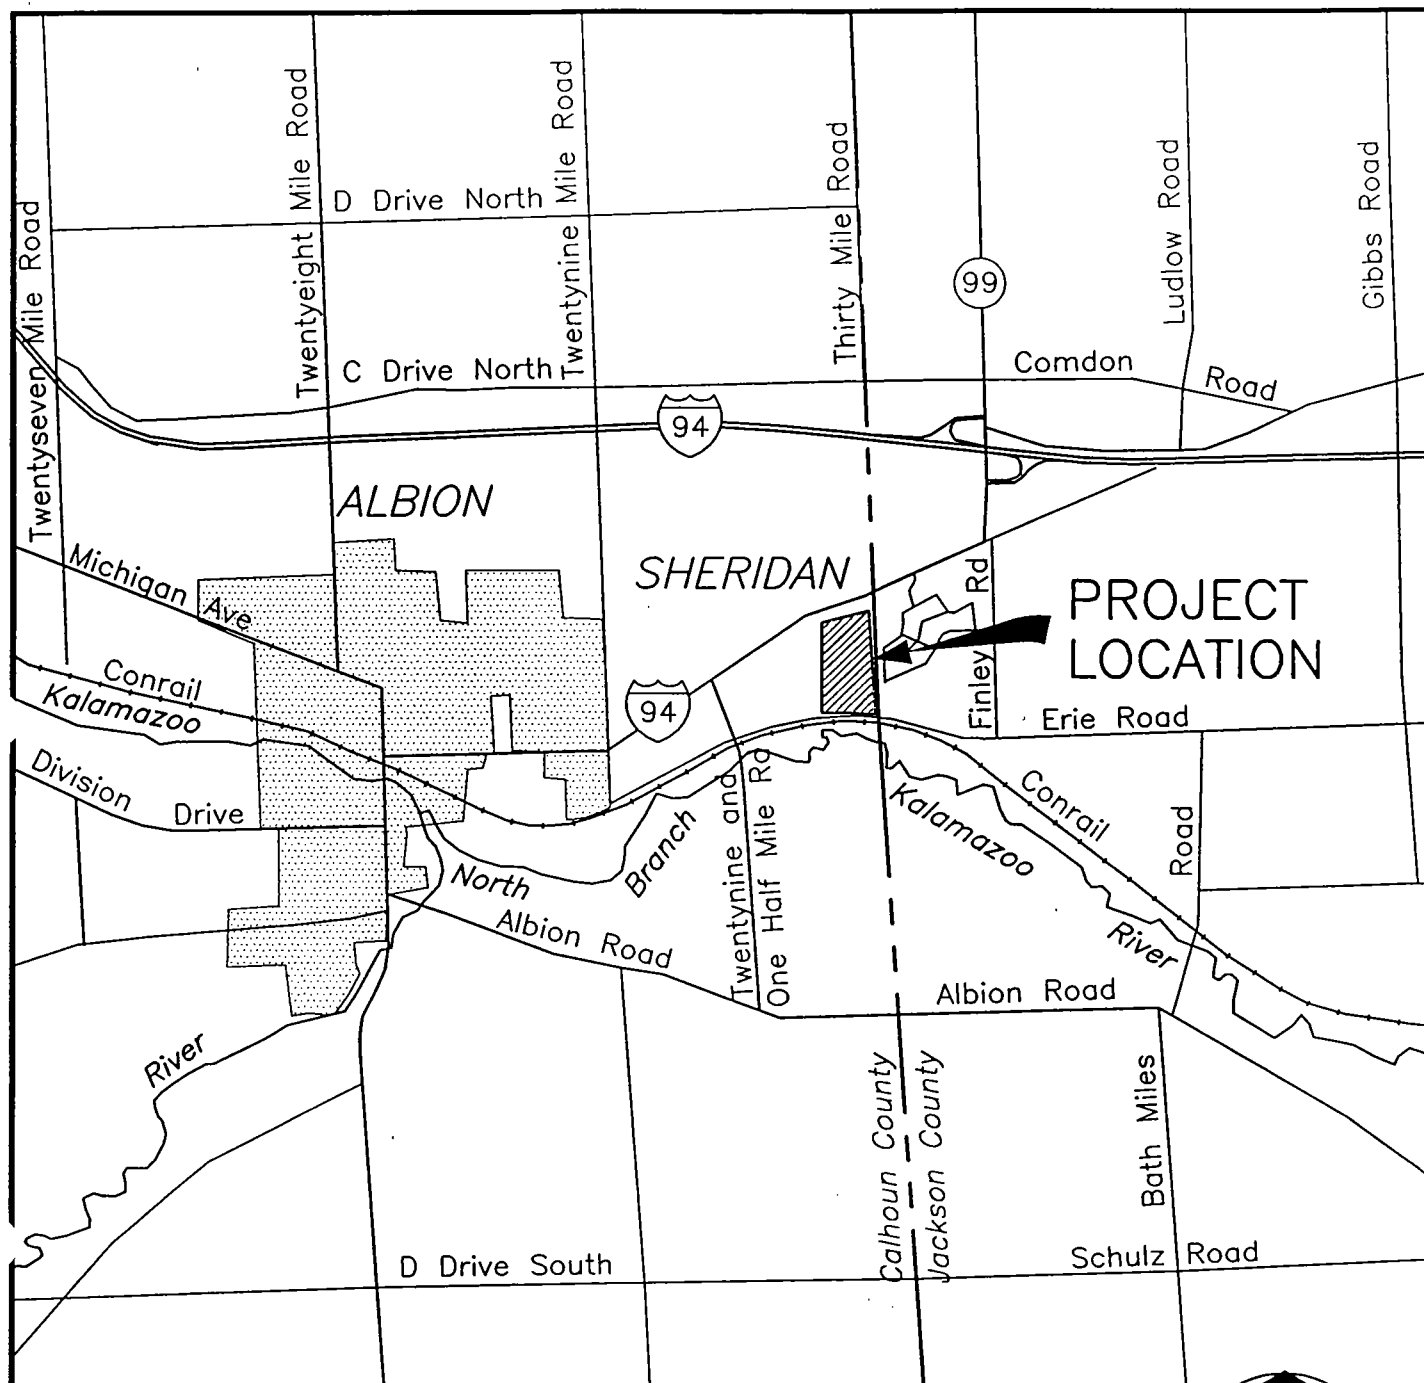 Twentyseven Mile Road
Twentyeight Mile Road
Twentynine Mile Road
Thirty Mile Road
99
Ludlow Road
Gibbs Road
D Drive North
C Drive North
Comdon Road
94
ALBION
SHERIDAN
Michigan Ave
Finley Rd
PROJECT
LOCATION
Conrail
Kalamazoo
94
Erie Road
Division Drive
Conrail
Kalamazoo
North Branch
Twentynine and
One Half Mile Rd
Road
River
Albion Road
Albion Road
River
Calhoun County
Jackson County
Bath Miles
D Drive South
Schulz Road